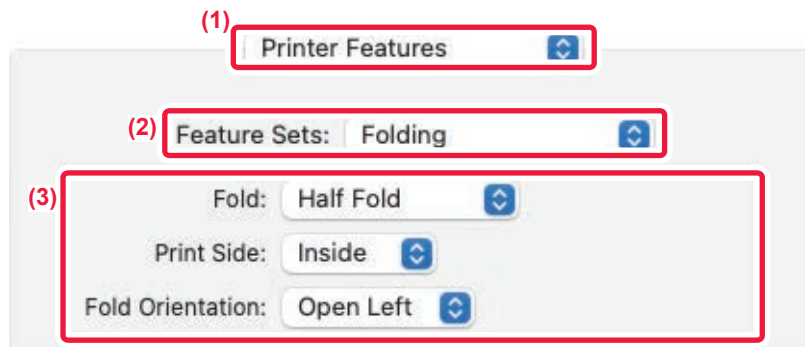 (1)
Printer Features
(2) Feature Sets: Folding
(3)
Fold: Half Fold
Print Side: Inside
Fold Orientation: Open Left